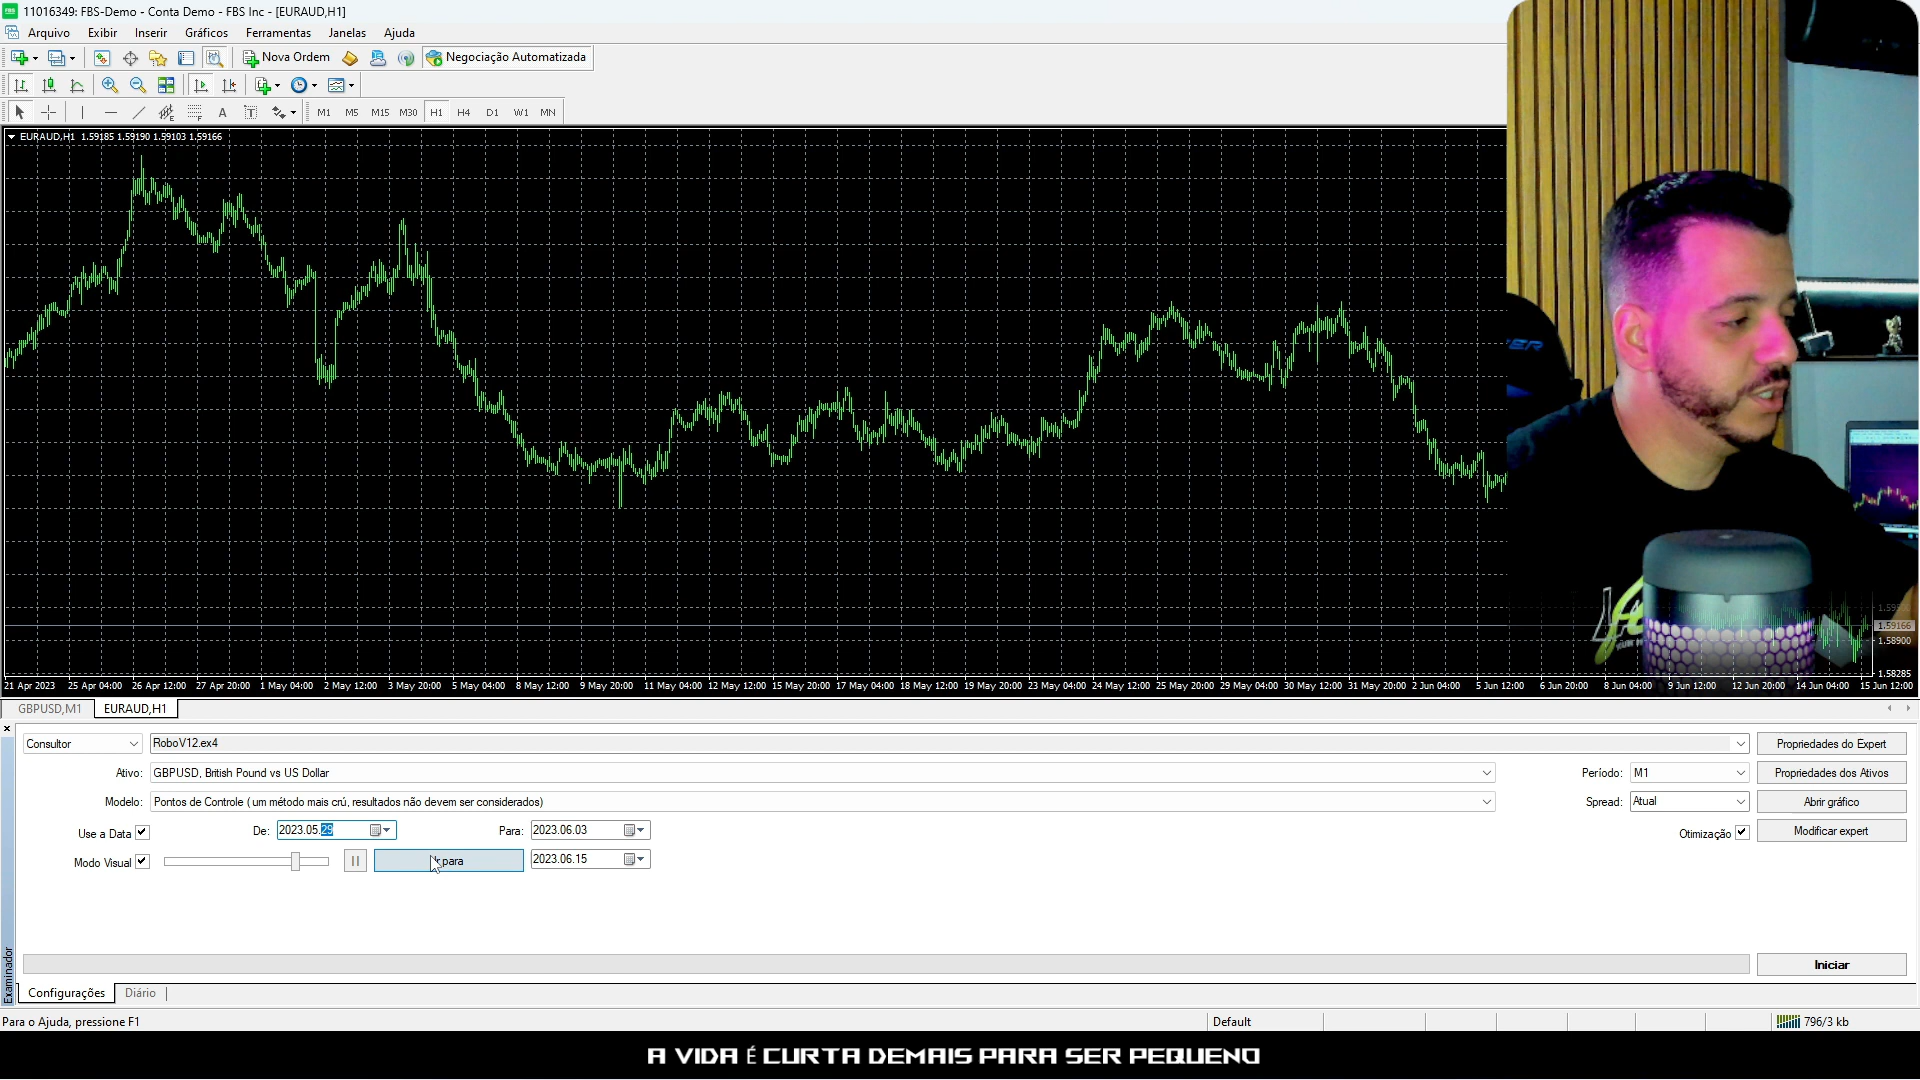 11016349: FBS-Demo - Conta Demo - FBS Inc - [EURAUD,H1]
Arquivo Exibir Inserir Gráficos Ferramentas Janelas Ajuda
Nova Ordem Negociação Automatizada
A T M1 M5 M15 M30 H1 H4 D1 W1 MN
EURAUD,H1 1.59185 1.59190 1.59103 1.59166
1.59166
1.58900
1.58285
21 Apr 2023 25 Apr 04:00 26 Apr 12:00 27 Apr 20:00 1 May 04:00 2 May 12:00 3 May 20:00 5 May 04:00 8 May 12:00 9 May 20:00 11 May 04:00 12 May 12:00 15 May 20:00 17 May 04:00 18 May 12:00 19 May 20:00 23 May 04:00 24 May 12:00 25 May 20:00 29 May 04:00 30 May 12:00 31 May 20:00 2 Jun 04:00 5 Jun 12:00 6 Jun 20:00 8 Jun 04:00 9 Jun 12:00 12 Jun 20:00 14 Jun 04:00 15 Jun 12:00
GBPUSD,M1 EURAUD,H1
Consultor RoboV12.ex4 Propriedades do Expert
Ativo: GBPUSD, British Pound vs US Dollar Período: M1 Propriedades dos Ativos
Modelo: Pontos de Controle (um método mais crú, resultados não devem ser considerados) Spread: Atual Abrir gráfico
Use a Data De: 2023.05.29 Para: 2023.06.03 Otimização Modificar expert
Modo Visual para 2023.06.15
Iniciar
Examinador
Configurações Diário
Para o Ajuda, pressione F1 Default 796/3 kb
A VIDA É CURTA DEMAIS PARA SER PEQUENO